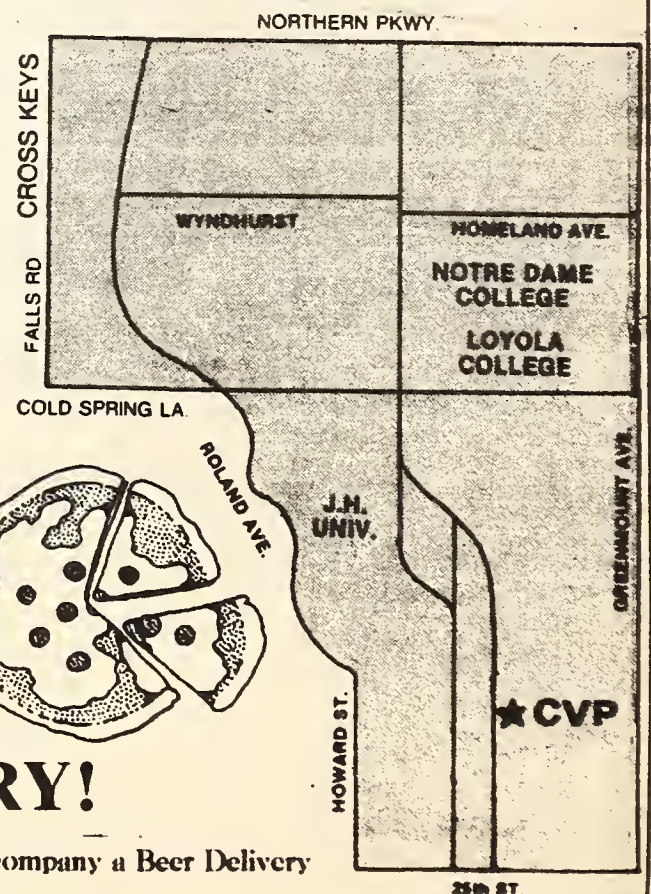 NORTHERN PKWY.
CROSS KEYS
FALLS RD
WYNDHURST
HOMELAND AVE.
NOTRE DAME
COLLEGE
LOYOLA
COLLEGE
COLD SPRING LA.
ROLAND AVE.
J.H.
UNIV.
GREENMOUNT AVE.
★CVP
HOWARD ST.
RY!
ompany a Beer Delivery
25th ST.